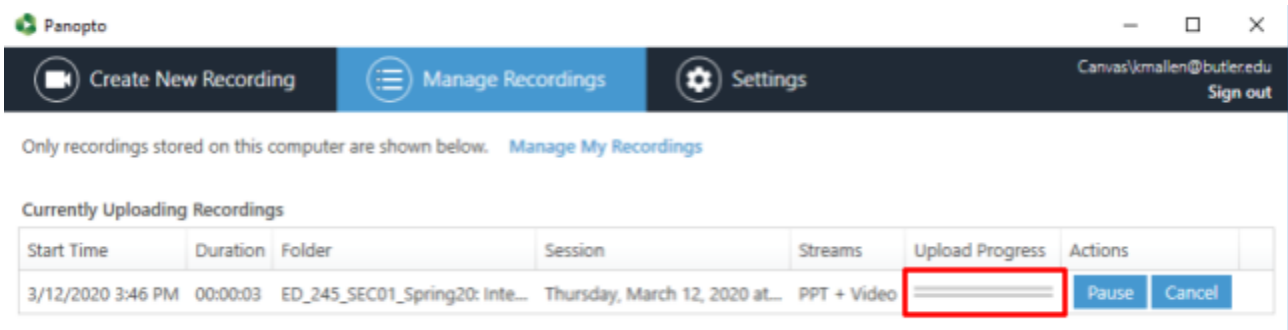 Panopto
Create New Recording Manage Recordings Settings Canvas\kmallen@butler.edu
Sign out
Only recordings stored on this computer are shown below. Manage My Recordings
Currently Uploading Recordings
Start Time Duration Folder Session Streams Upload Progress Actions
3/12/2020 3:46 PM 00:00:03 ED_245_SEC01_Spring20: Inte... Thursday, March 12, 2020 at... PPT + Video Pause Cancel